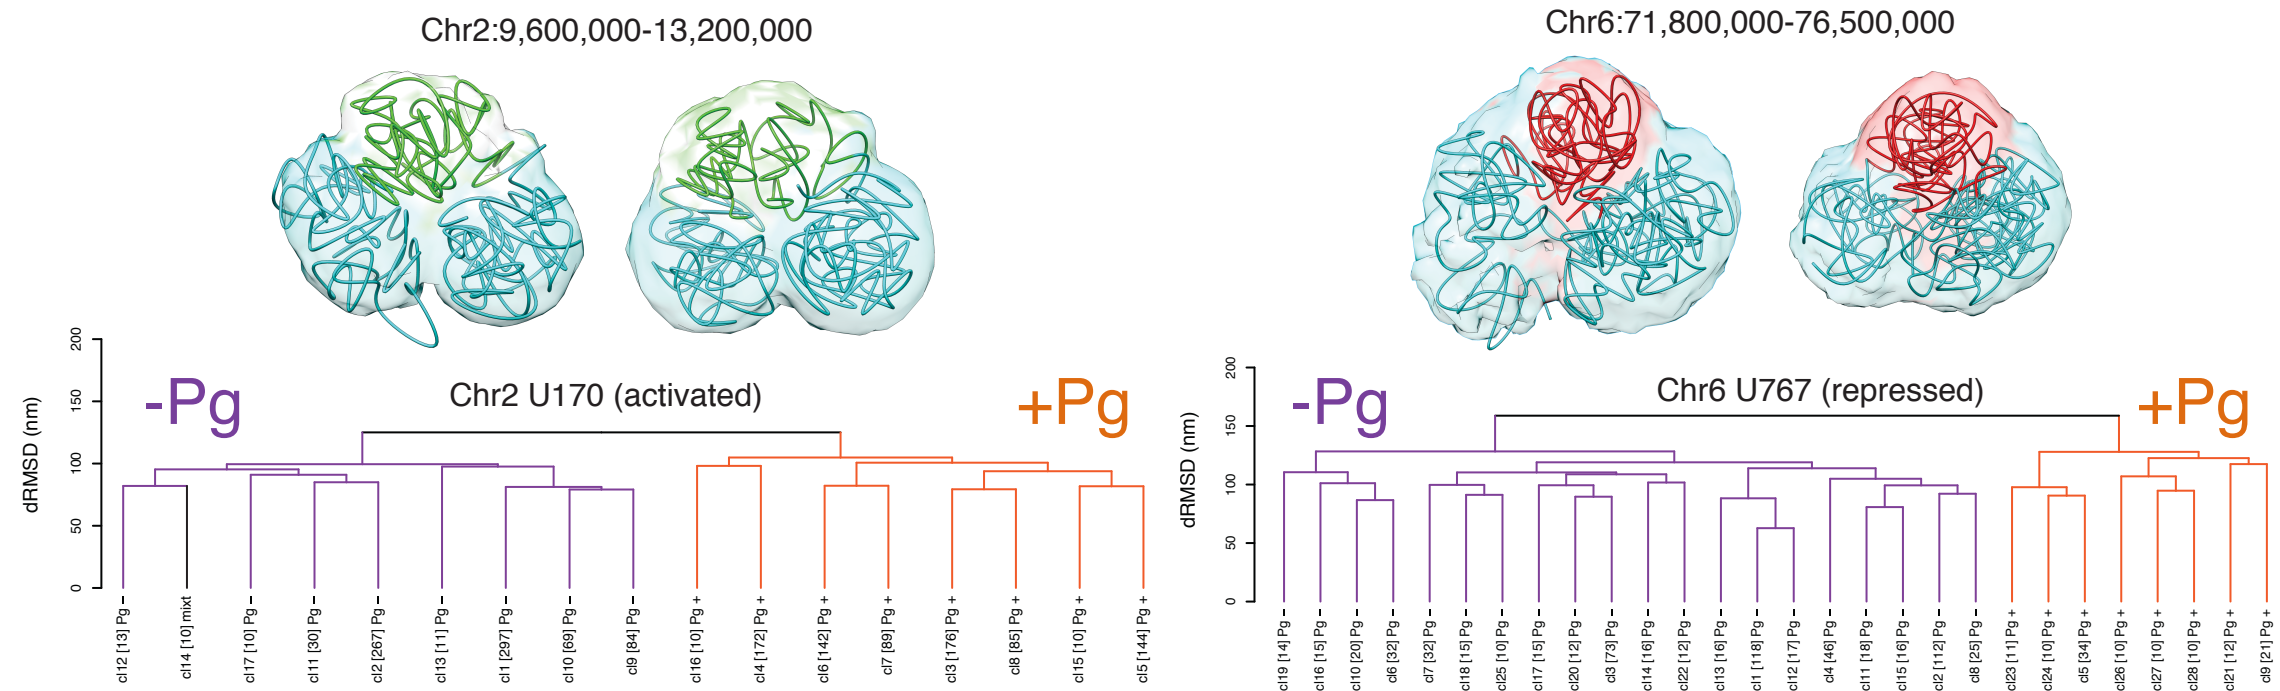 Chr2:9,600,000-13,200,000
Chr6:71,800,000-76,500,000
dRMSD (nm)
200
150
100
50
0
-Pg
Chr2 U170 (activated)
+Pg
cl12 [13] Pg -
cl14 [10] mixt
cl17 [10] Pg -
cl11 [30] Pg -
cl2 [267] Pg -
cl13 [11] Pg -
cl1 [297] Pg -
cl10 [69] Pg -
cl9 [84] Pg -
cl16 [10] Pg +
cl4 [172] Pg +
cl6 [142] Pg +
cl7 [89] Pg +
cl3 [176] Pg +
cl8 [85] Pg +
cl15 [10] Pg +
cl5 [144] Pg +
dRMSD (nm)
200
150
100
50
0
-Pg
Chr6 U767 (repressed)
+Pg
cl19 [14] Pg -
cl16 [15] Pg -
cl10 [20] Pg -
cl6 [32] Pg -
cl7 [32] Pg -
cl18 [15] Pg -
cl25 [10] Pg -
cl17 [15] Pg -
cl20 [12] Pg -
cl3 [73] Pg -
cl14 [16] Pg -
cl22 [12] Pg -
cl13 [16] Pg -
cl1 [118] Pg -
cl12 [17] Pg -
cl4 [46] Pg -
cl11 [18] Pg -
cl15 [16] Pg -
cl2 [112] Pg -
cl8 [25] Pg -
cl23 [11] Pg +
cl24 [10] Pg +
cl5 [34] Pg +
cl26 [10] Pg +
cl27 [10] Pg +
cl28 [10] Pg +
cl21 [12] Pg +
cl9 [21] Pg +